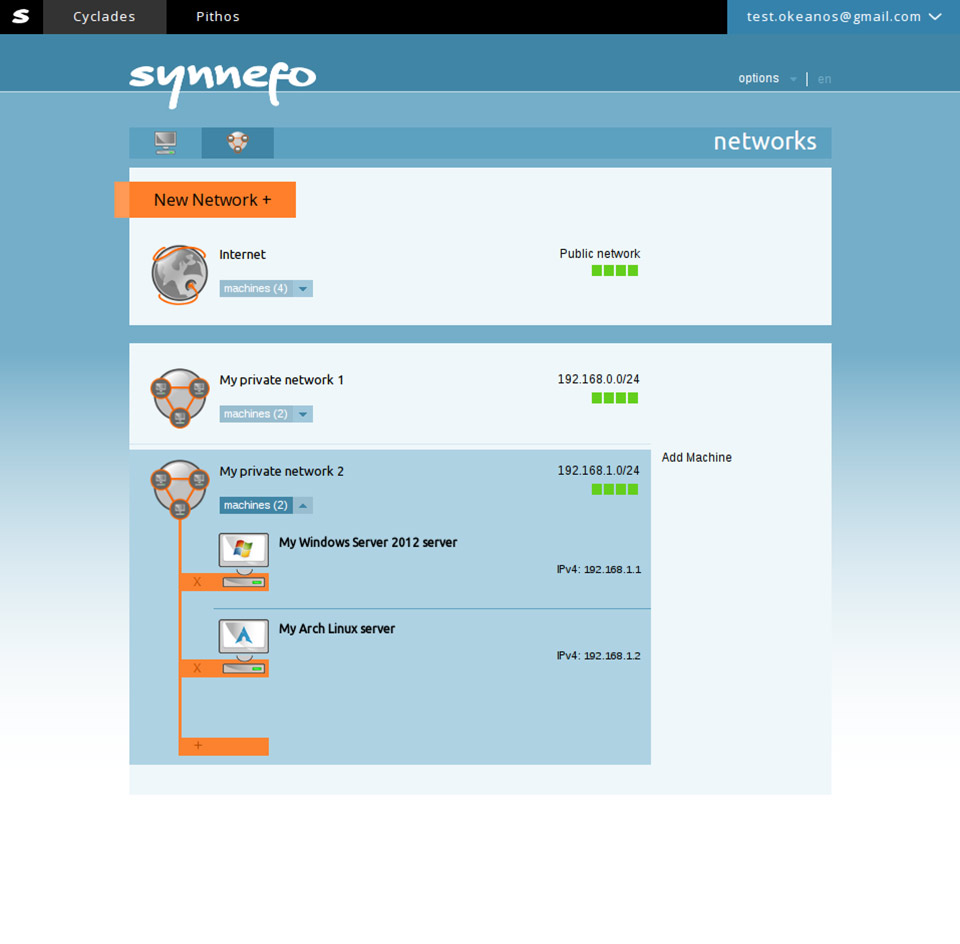 s Cyclades Pithos test.okeanos@gmail.com
synnefo
options | en
networks
New Network +
Internet Public network
machines (4)
My private network 1 192.168.0.0/24
machines (2)
Add Machine
My private network 2 192.168.1.0/24
machines (2)
My Windows Server 2012 server
IPv4: 192.168.1.1
X
My Arch Linux server
IPv4: 192.168.1.2
X
+